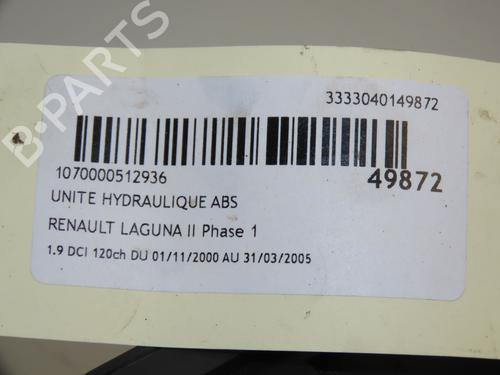 B-PARTS
3333040149872
1070000512936
49872
UNITE HYDRAULIQUE ABS
RENAULT LAGUNA II Phase 1
1.9 DCI 120ch DU 01/11/2000 AU 31/03/2005